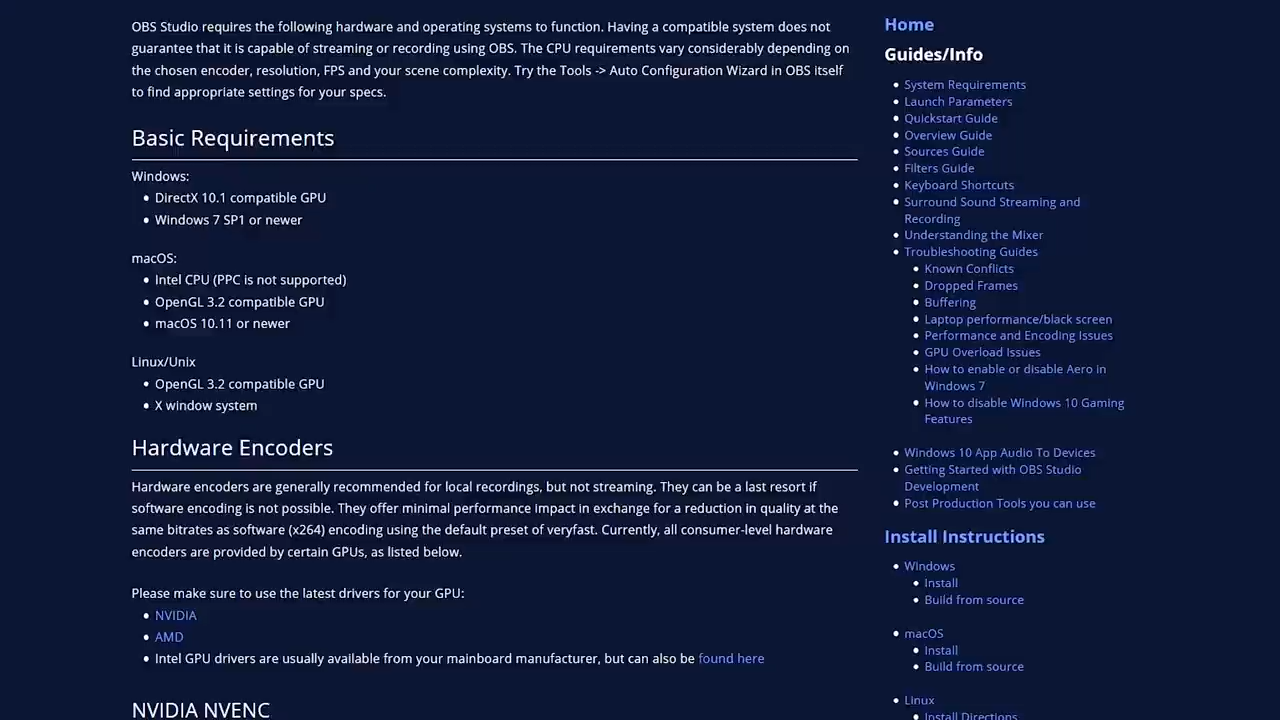 OBS Studio requires the following hardware and operating systems to function. Having a compatible system does not
guarantee that it is capable of streaming or recording using OBS. The CPU requirements vary considerably depending on
the chosen encoder, resolution, FPS and your scene complexity. Try the Tools -> Auto Configuration Wizard in OBS itself
to find appropriate settings for your specs.
Basic Requirements
Windows:
• DirectX 10.1 compatible GPU
• Windows 7 SP1 or newer
macOS:
• Intel CPU (PPC is not supported)
• OpenGL 3.2 compatible GPU
• macOS 10.11 or newer
Linux/Unix
• OpenGL 3.2 compatible GPU
• X window system
Hardware Encoders
Hardware encoders are generally recommended for local recordings, but not streaming. They can be a last resort if
software encoding is not possible. They offer minimal performance impact in exchange for a reduction in quality at the
same bitrates as software (x264) encoding using the default preset of veryfast. Currently, all consumer-level hardware
encoders are provided by certain GPUs, as listed below.
Please make sure to use the latest drivers for your GPU:
• NVIDIA
• AMD
• Intel GPU drivers are usually available from your mainboard manufacturer, but can also be found here
NVIDIA NVENC
Home
Guides/Info
• System Requirements
• Launch Parameters
• Quickstart Guide
• Overview Guide
• Sources Guide
• Filters Guide
• Keyboard Shortcuts
• Surround Sound Streaming and
Recording
• Understanding the Mixer
• Troubleshooting Guides
• Known Conflicts
• Dropped Frames
• Buffering
• Laptop performance/black screen
• Performance and Encoding Issues
• GPU Overload Issues
• How to enable or disable Aero in
Windows 7
• How to disable Windows 10 Gaming
Features
• Windows 10 App Audio To Devices
• Getting Started with OBS Studio
Development
• Post Production Tools you can use
Install Instructions
• Windows
• Install
• Build from source
• macOS
• Install
• Build from source
• Linux
• Install Directions